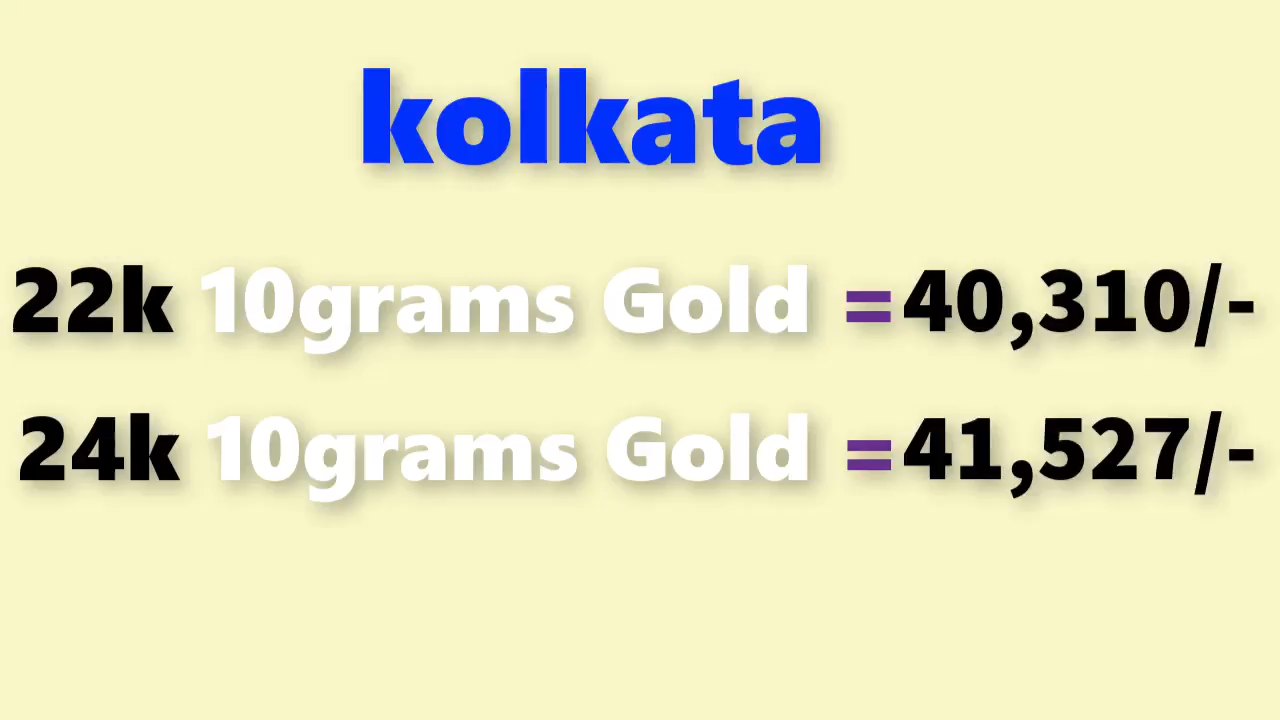 kolkata
22k 10grams Gold =40,310/-
24k 10grams Gold =41,527/-